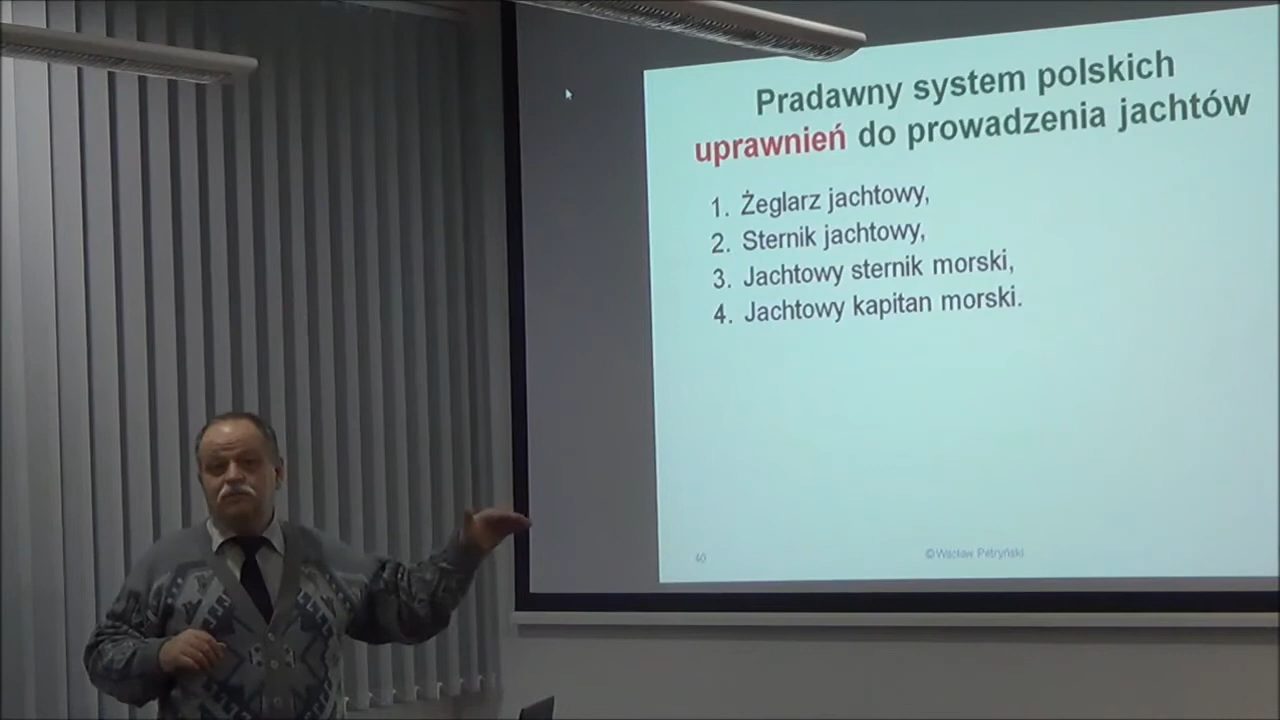 Pradawny system polskich
uprawnień do prowadzenia jachtów
1. Żeglarz jachtowy,
2. Sternik jachtowy,
3. Jachtowy sternik morski,
4. Jachtowy kapitan morski.
40
©Wacław Petryński